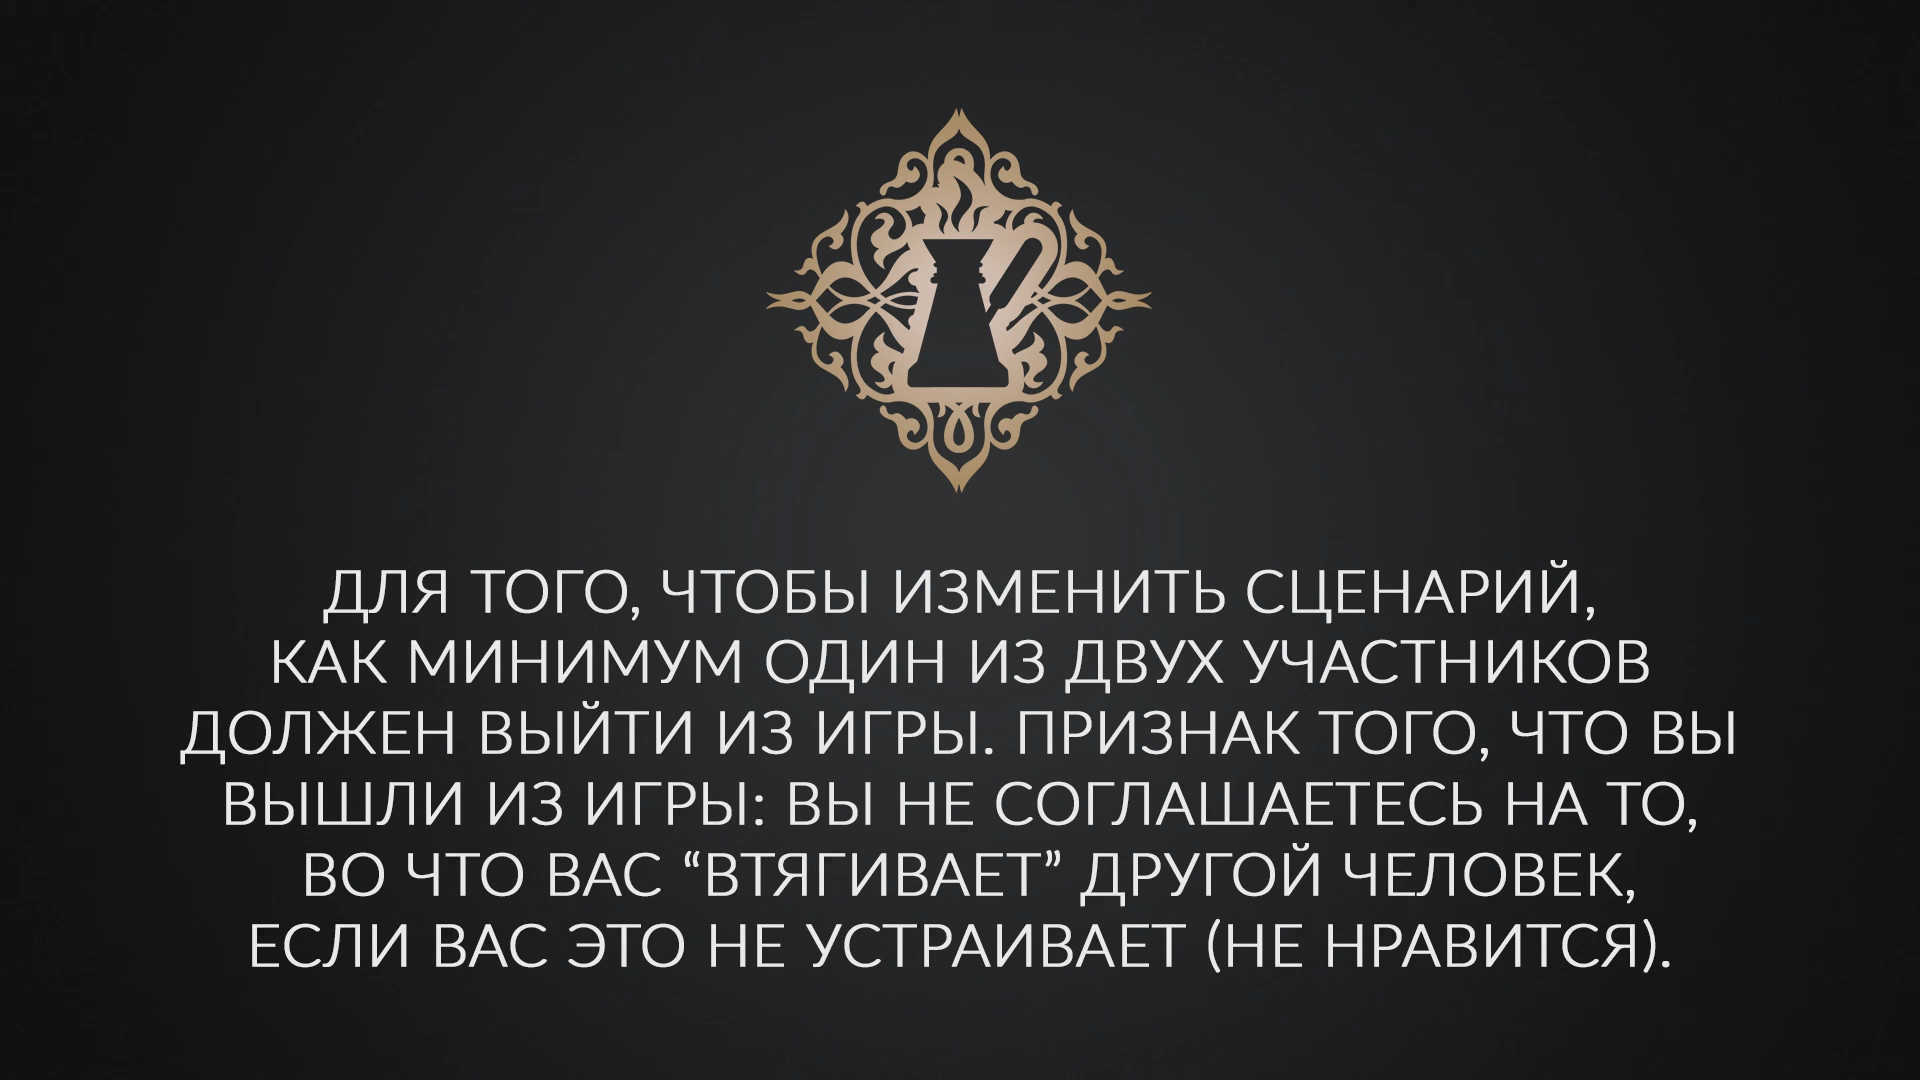 ДЛЯ ТОГО, ЧТОБЫ ИЗМЕНИТЬ СЦЕНАРИЙ,
КАК МИНИМУМ ОДИН ИЗ ДВУХ УЧАСТНИКОВ
ДОЛЖЕН ВЫЙТИ ИЗ ИГРЫ. ПРИЗНАК ТОГО, ЧТО ВЫ
ВЫШЛИ ИЗ ИГРЫ: ВЫ НЕ СОГЛАШАЕТЕСЬ НА ТО,
ВО ЧТО ВАС “ВТЯГИВАЕТ” ДРУГОЙ ЧЕЛОВЕК,
ЕСЛИ ВАС ЭТО НЕ УСТРАИВАЕТ (НЕ НРАВИТСЯ).